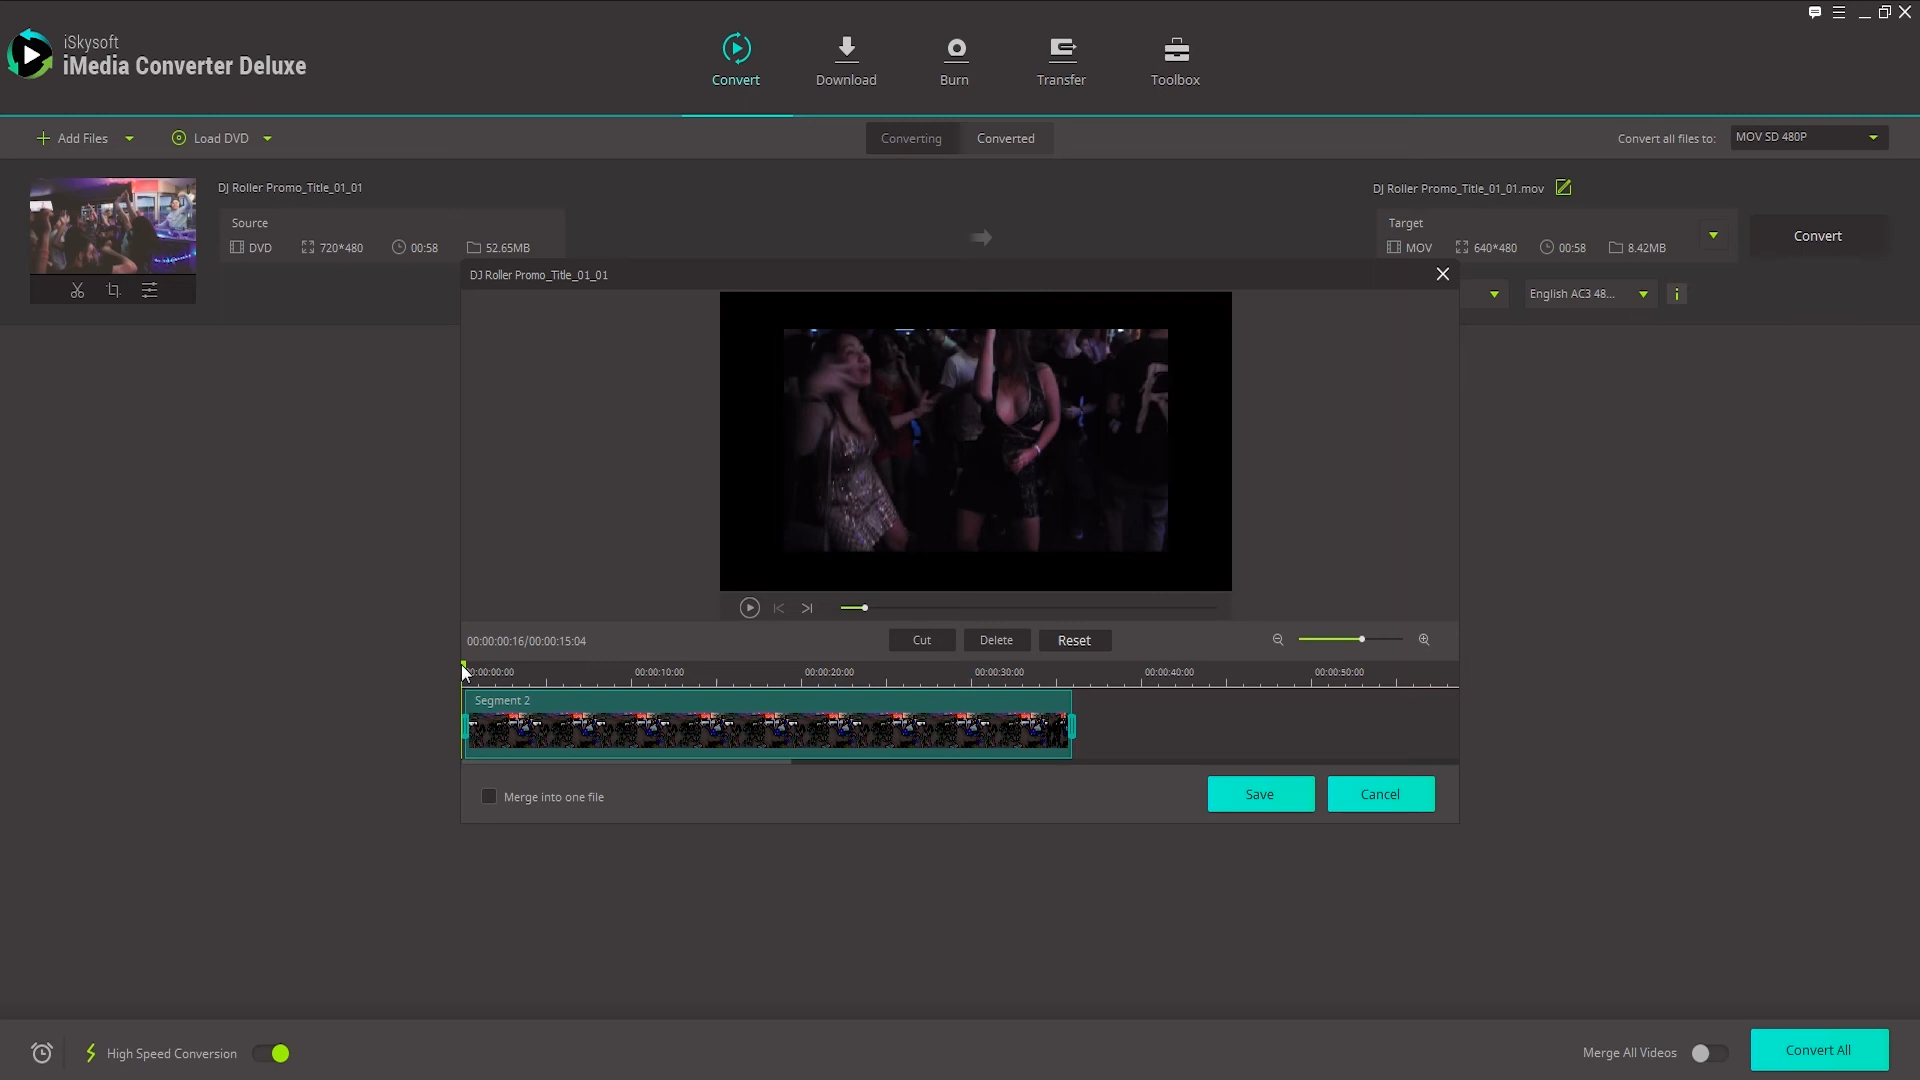 iSkysoft
iMedia Converter Deluxe
Convert
Download
Burn
Transfer
Toolbox
Add Files
Load DVD
Converting
Converted
Convert all files to:
MOV SD 480P
DJ Roller Promo_Title_01_01
DJ Roller Promo_Title_01_01.mov
Source
DVD 720*480 00:58 52.65MB
Target
MOV 640*480 00:58 8.42MB
Convert
English AC3 48...
DJ Roller Promo_Title_01_01
00:00:00:16/00:00:15:04
Cut
Delete
Reset
00:00:00:00 00:00:10:00 00:00:20:00 00:00:30:00 00:00:40:00 00:00:50:00
Segment 2
Merge into one file
Save
Cancel
High Speed Conversion
Merge All Videos
Convert All